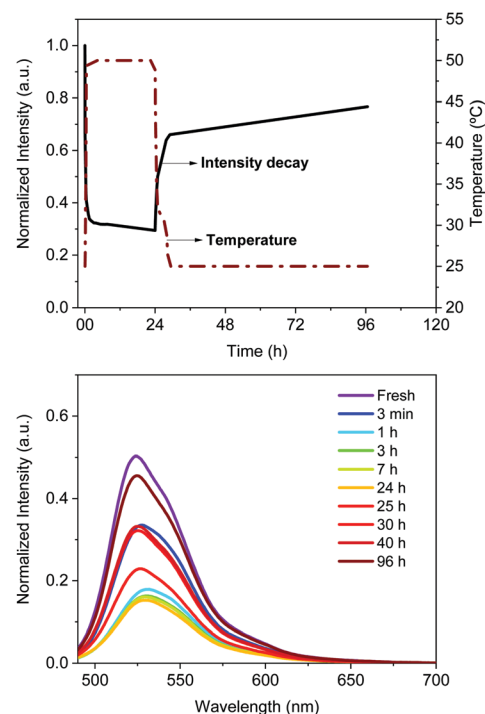 1.0
0.8
0.6
0.4
0.2
0.0
Normalized Intensity (a.u.)
55
50
45
40
35
30
25
20
Temperature (ºC)
Intensity decay
Temperature
00 24 48 72 96 120
Time (h)
0.6
0.4
0.2
0.0
Normalized Intensity (a.u.)
Fresh
3 min
1 h
3 h
7 h
24 h
25 h
30 h
40 h
96 h
500 550 600 650 700
Wavelength (nm)